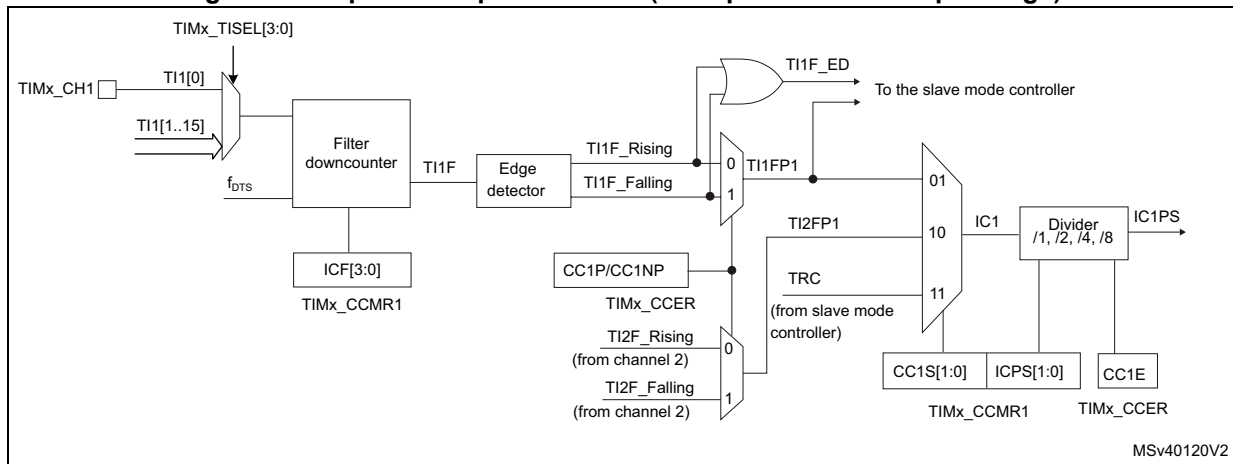 TIMx_TISEL[3:0]
TIMx_CH1
TI1[0]
TI1[1..15]
fDTS
Filter
downcounter
ICF[3:0]
TIMx_CCMR1
TI1F
Edge
detector
TI1F_Rising
TI1F_Falling
TI1F_ED
To the slave mode controller
0
1
TI1FP1
CC1P/CC1NP
TIMx_CCER
TI2F_Rising
(from channel 2)
TI2F_Falling
(from channel 2)
0
1
TI2FP1
TRC
(from slave mode
controller)
01
10
11
IC1
Divider
/1, /2, /4, /8
IC1PS
CC1S[1:0]
ICPS[1:0]
TIMx_CCMR1
CC1E
TIMx_CCER
MSv40120V2